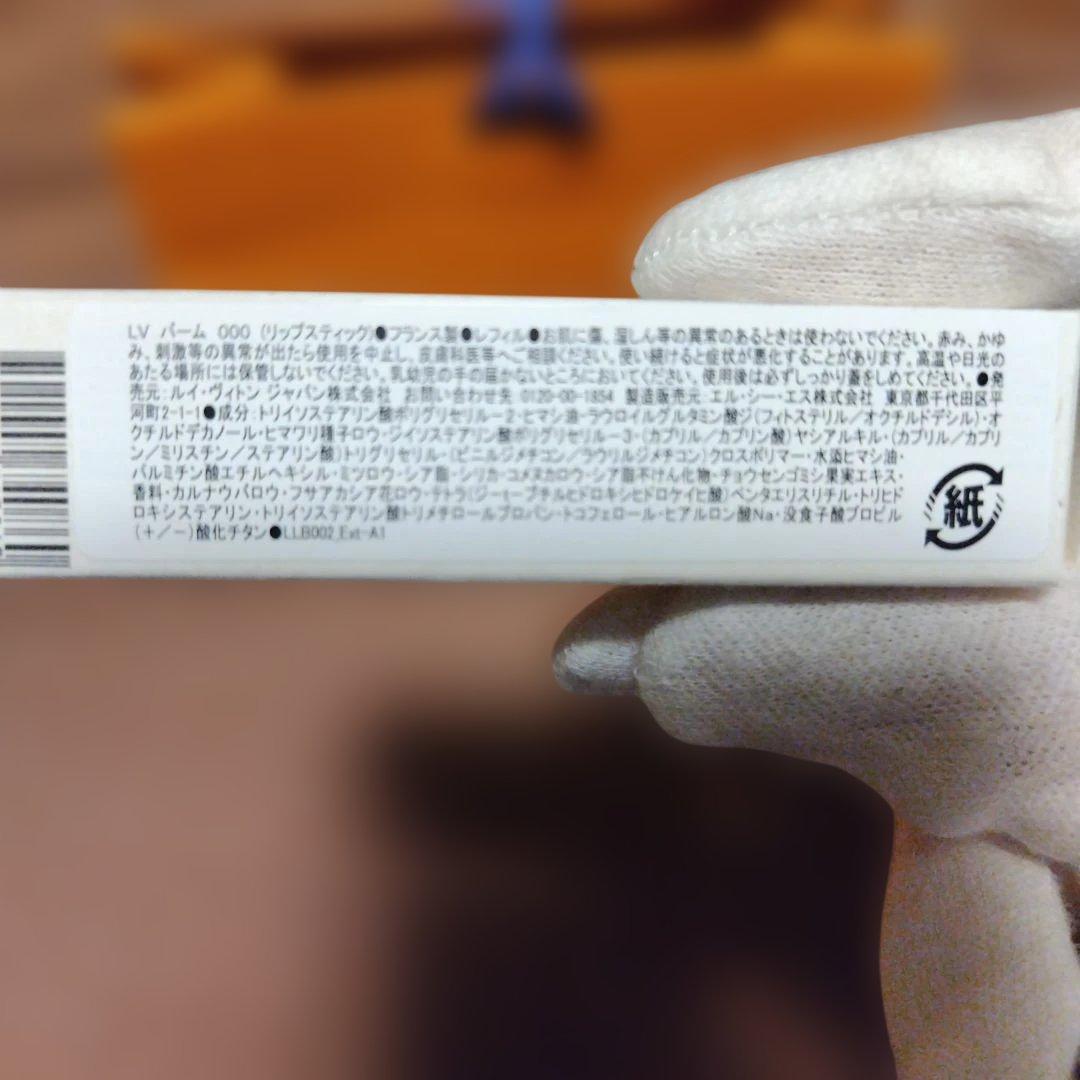 LV バーム 000 (リップスティック)●フランス製●レフィル●お肌に傷、湿しん等の異常のあるときは使わないでください。赤み、かゆ
み、刺激等の異常が出たら使用を中止し、皮膚科医等へご相談ください。使い続けると症状が悪化することがあります。高温や日光の
あたる場所には保管しないでください。乳幼児の手の届かないところにおいてください。使用後は必ずしっかり蓋をしめてください。●発
売元:ルイ・ヴィトン ジャパン株式会社 お問い合わせ先 0120-00-1854 製造販売元:エル・シー・エス株式会社 東京都千代田区平
河町2-1-1●成分:トリイソステアリン酸ポリグリセリル-2・ヒマシ油・ラウロイルグルタミン酸ジ(フィトステリル/オクチルドデシル)・オ
クチルドデカノール・ヒマワリ種子ロウ・ジイソステアリン酸ポリグリセリル-3・(カプリル/カプリン酸)ヤシアルキル・(カプリル/カプリ
ン/ミリスチン/ステアリン酸)トリグリセリル・(ビニルジメチコン/ラウリルジメチコン)クロスポリマー・水添ヒマシ油・
パルミチン酸エチルヘキシル・ミツロウ・シア脂・シリカ・コメヌカロウ・シア脂不けん化物・チョウセンゴミシ果実エキス・
香料・カルナウバロウ・フサアカシア花ロウ・テトラ(ジ-t-ブチルヒドロキシヒドロケイヒ酸)ペンタエリスリチル・トリヒド
ロキシステアリン・トリイソステアリン酸トリメチロールプロパン・トコフェロール・ヒアルロン酸Na・没食子酸プロピル
(+/-)酸化チタン●LLB002_Ext-A1
紙